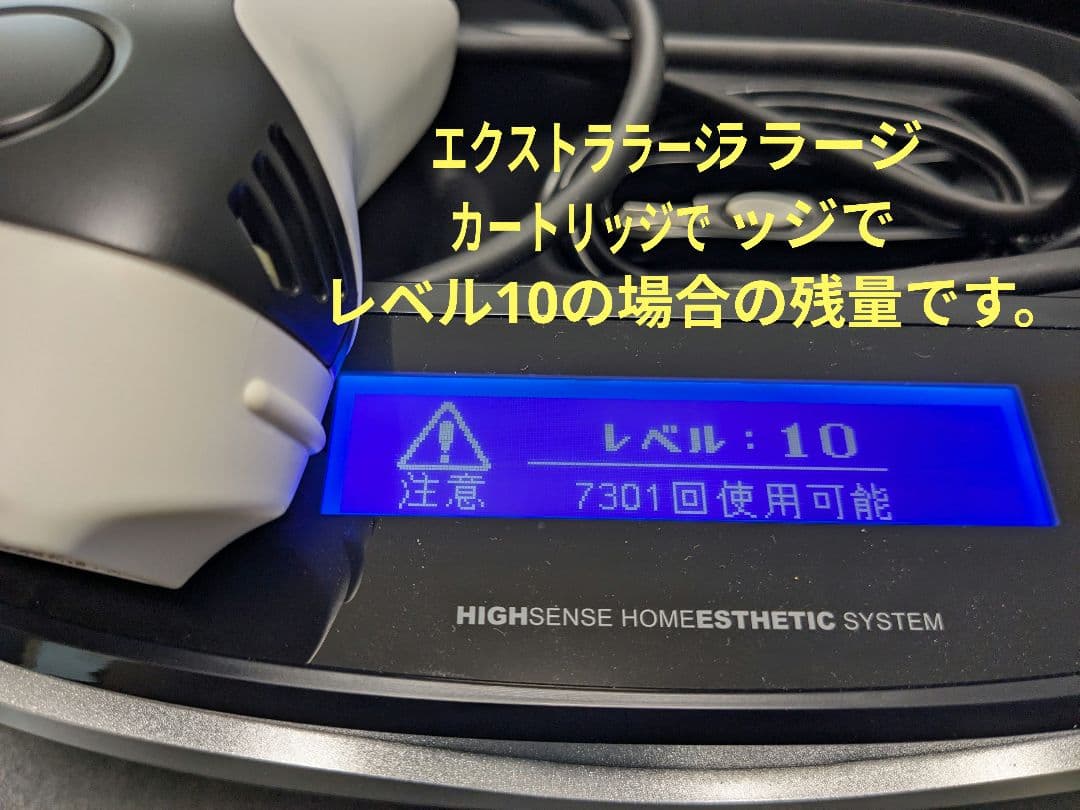 エクストララージララージ
カートリッジで ッジで
レベル10の場合の残量です。
レベル：10
注意
7301回使用可能
HIGHSENSE HOMEESTHETIC SYSTEM